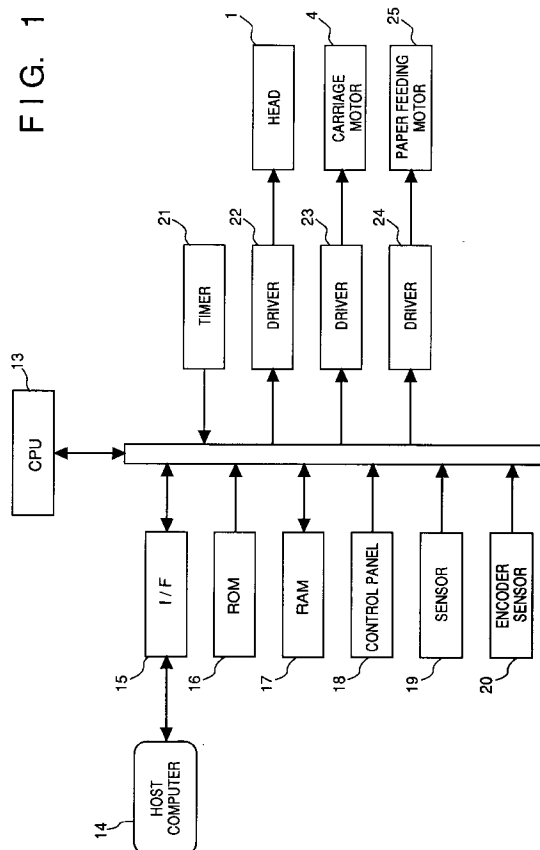 FIG. 1
13
CPU
14
HOST
COMPUTER
15
I/F
16
ROM
17
RAM
18
CONTROL PANEL
19
SENSOR
20
ENCODER
SENSOR
21
TIMER
22
DRIVER
1
HEAD
23
DRIVER
4
CARRIAGE
MOTOR
24
DRIVER
25
PAPER FEEDING
MOTOR